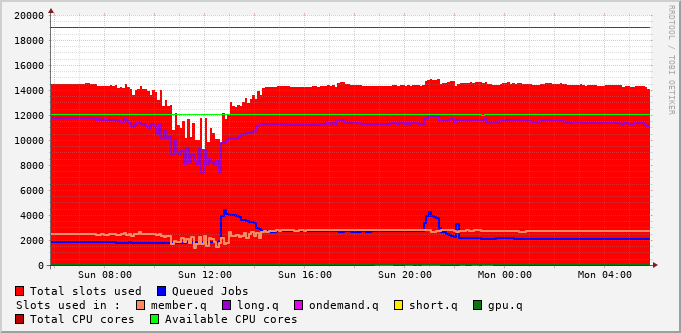 20000
18000
16000
14000
12000
10000
8000
6000
4000
2000
0
Sun 08:00 Sun 12:00 Sun 16:00 Sun 20:00 Mon 00:00 Mon 04:00
RRDTOOL / TOBI OETIKER
Total slots used Queued Jobs
Slots used in : member.q long.q ondemand.q short.q gpu.q
Total CPU cores Available CPU cores